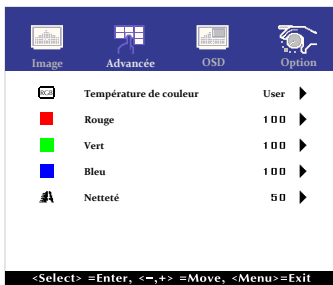 Image Advancée OSD Option
RGB Température de couleur User
Rouge 100
Vert 100
Bleu 100
Netteté 50
<Select> =Enter, <−,+> =Move, <Menu>=Exit